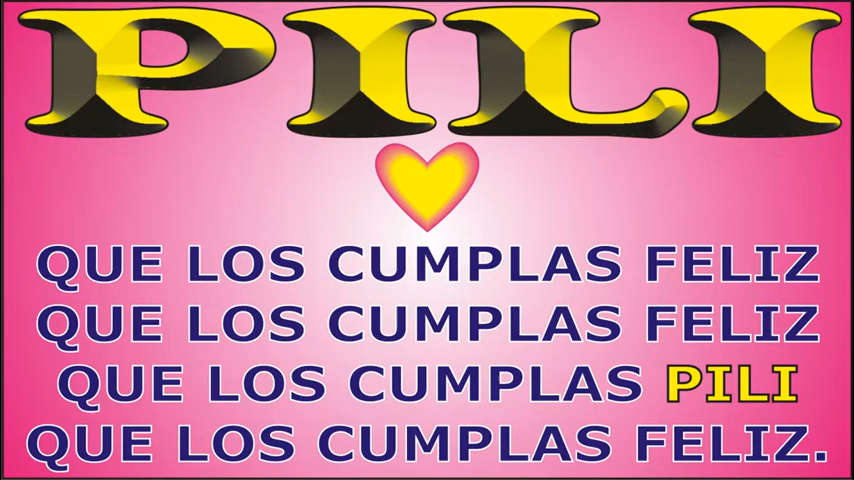 PILI
QUE LOS CUMPLAS FELIZ
QUE LOS CUMPLAS FELIZ
QUE LOS CUMPLAS PILI
QUE LOS CUMPLAS FELIZ.